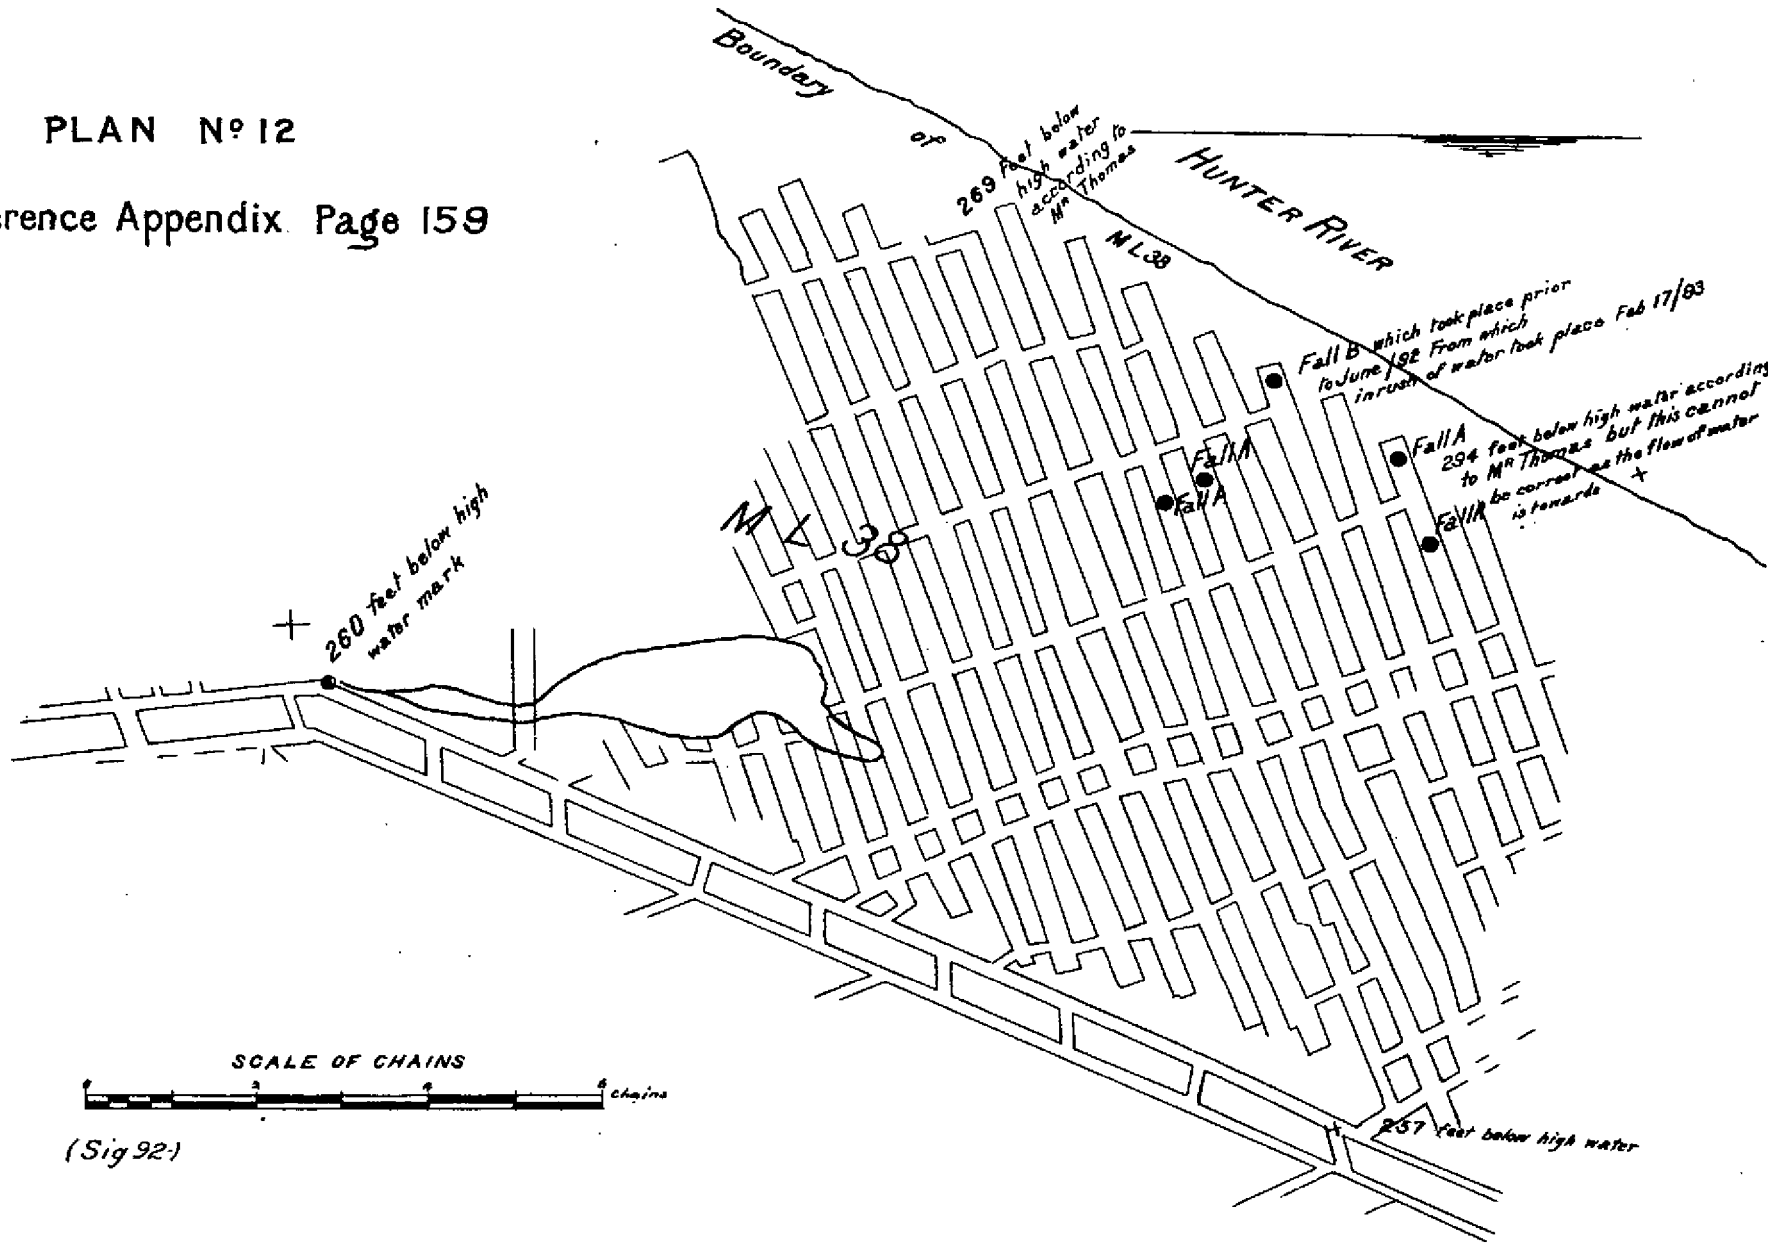 PLAN Nº 12
erence Appendix Page 159
Boundary
of
ML 38
269 Feet below
high water
according to
Mr Thomas
HUNTER RIVER
Fall B which took place prior
to June /92 From which
inrush of water took place Feb 17/93
Fall A
294 feet below high water according
to Mr Thomas but this cannot
be correct as the flow of water
is towards
Fall A
Fall A
Fall A
ML 38
260 feet below high
water mark
SCALE OF CHAINS
0 2 4 6 chains
(Sig 92.)
257 feet below high water